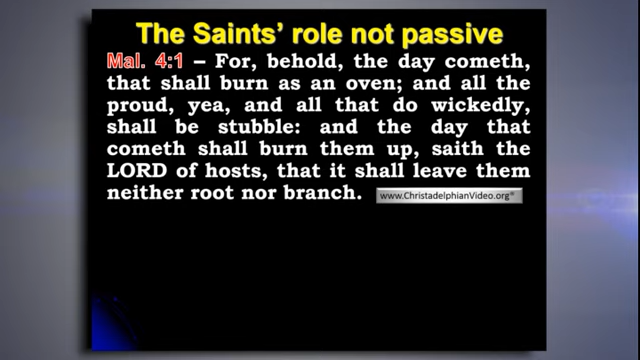 The Saints' role not passive
Mal. 4:1 – For, behold, the day cometh,
that shall burn as an oven; and all the
proud, yea, and all that do wickedly,
shall be stubble: and the day that
cometh shall burn them up, saith the
LORD of hosts, that it shall leave them
neither root nor branch.
www.ChristadelphianVideo.org